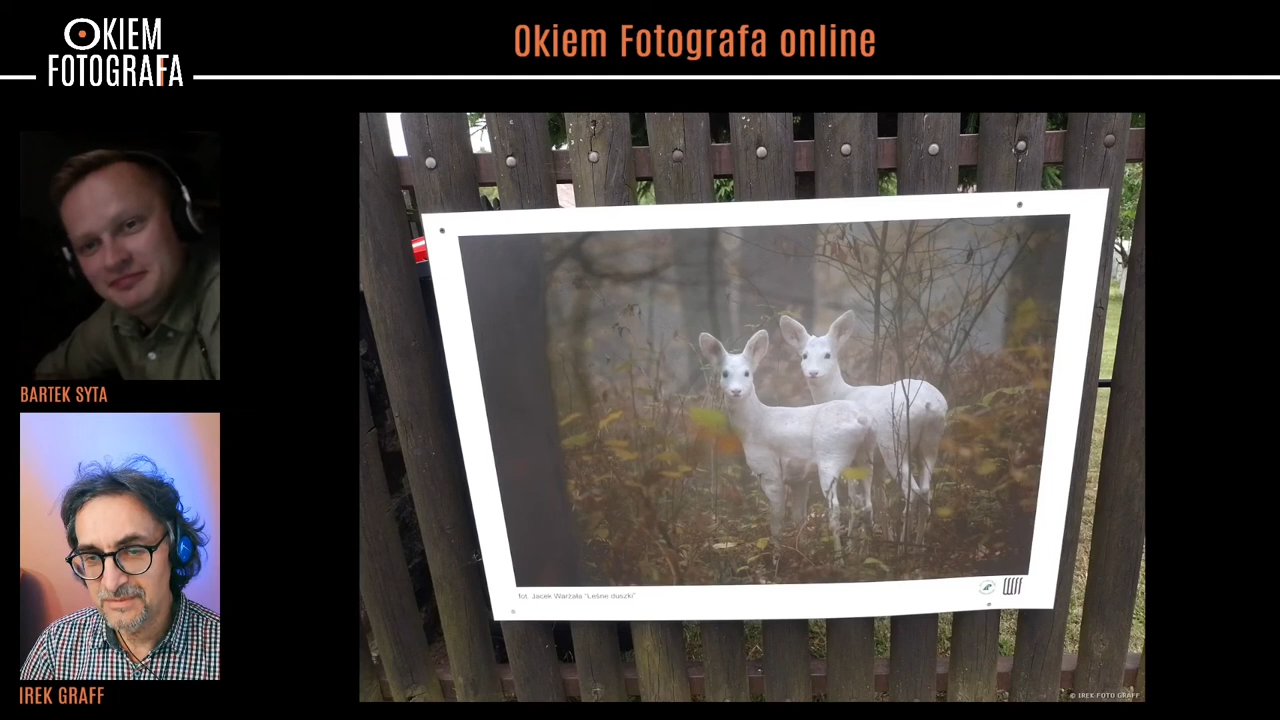 OKIEM
FOTOGRAFA
Okiem Fotografa online
BARTEK SYTA
IREK GRAFF
fot. Jacek Warżała "Leśne duszki"
© IREK FOTO GRAFF